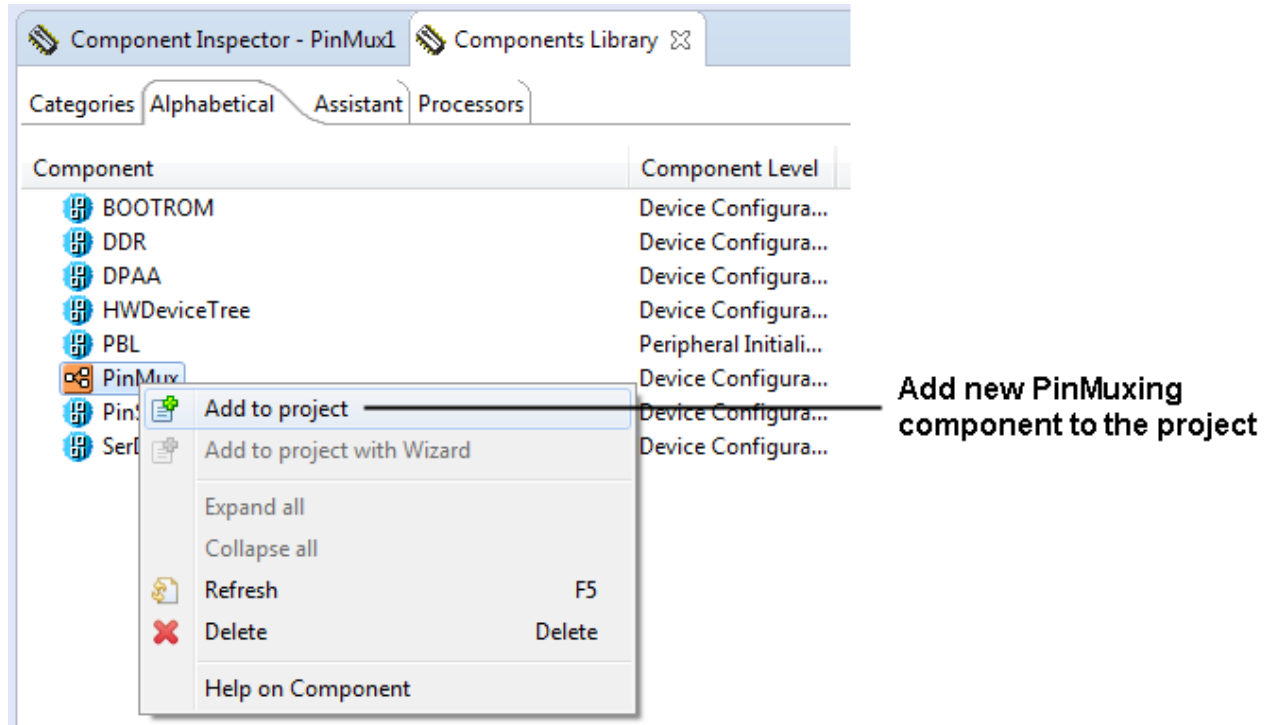 Component Inspector - PinMux1 Components Library
Categories Alphabetical Assistant Processors
Component Component Level
BOOTROM Device Configura...
DDR Device Configura...
DPAA Device Configura...
HWDeviceTree Device Configura...
PBL Peripheral Initiali...
PinMux Device Configura...
Add to project Device Configura...
Add new PinMuxing
component to the project
Add to project with Wizard Device Configura...
Expand all
Collapse all
Refresh F5
Delete Delete
Help on Component